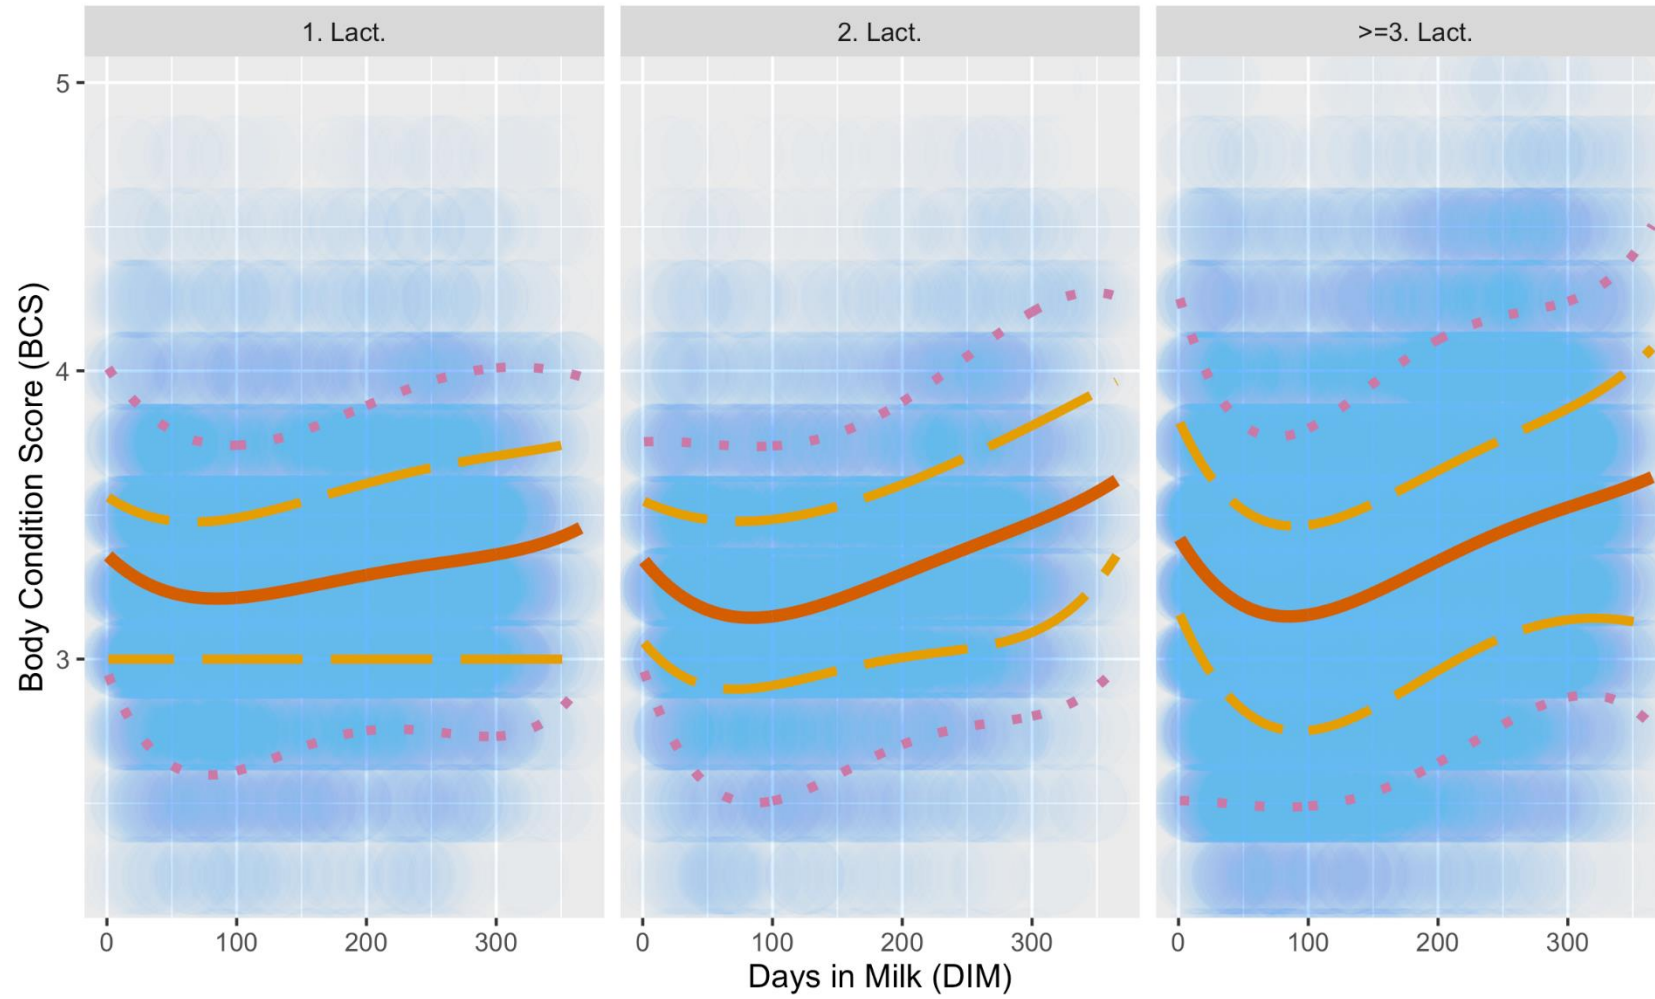 1. Lact. 2. Lact. >=3. Lact.
5
4
3
Body Condition Score (BCS)
0 100 200 300 0 100 200 300 0 100 200 300
Days in Milk (DIM)